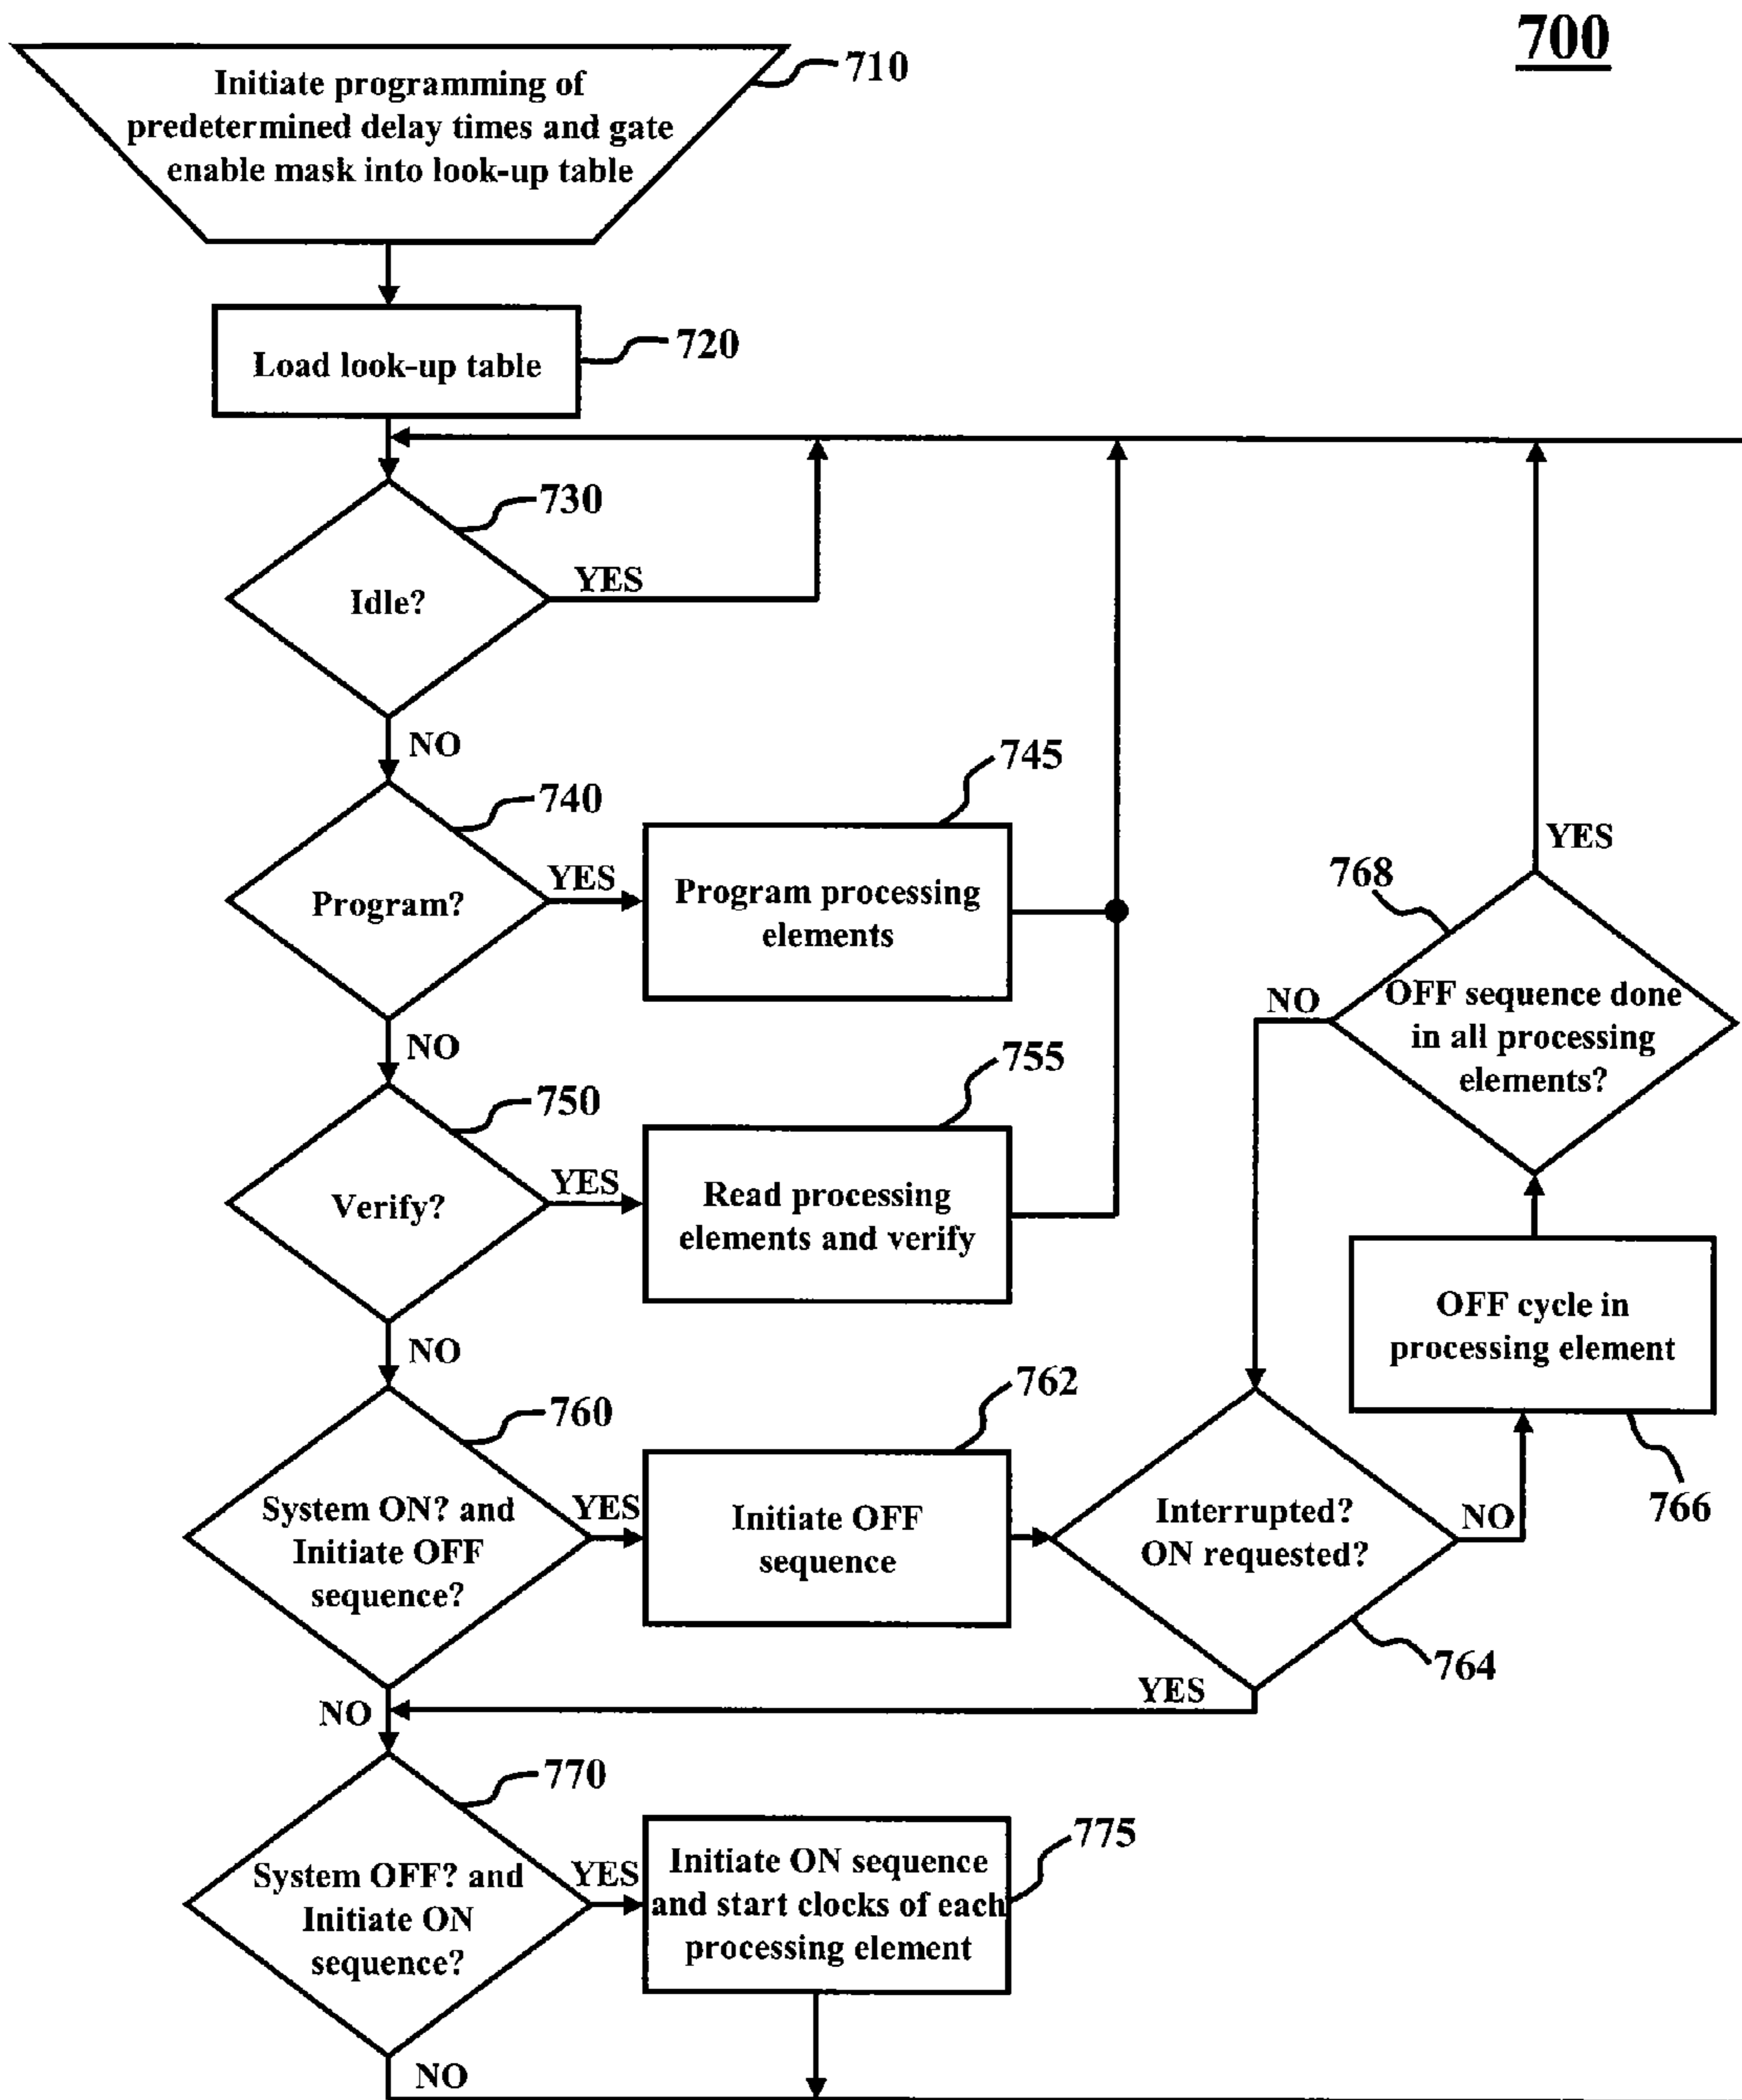 700
Initiate programming of
predetermined delay times and gate
enable mask into look-up table
710
Load look-up table
720
730
Idle?
YES
NO
740
745
Program?
YES
Program processing
elements
NO
768
YES
OFF sequence done
in all processing
elements?
NO
750
755
Verify?
YES
Read processing
elements and verify
NO
OFF cycle in
processing element
766
760
762
System ON? and
Initiate OFF
sequence?
YES
Initiate OFF
sequence
Interrupted?
ON requested?
NO
764
YES
NO
770
775
System OFF? and
Initiate ON
sequence?
YES
Initiate ON sequence
and start clocks of each
processing element
NO